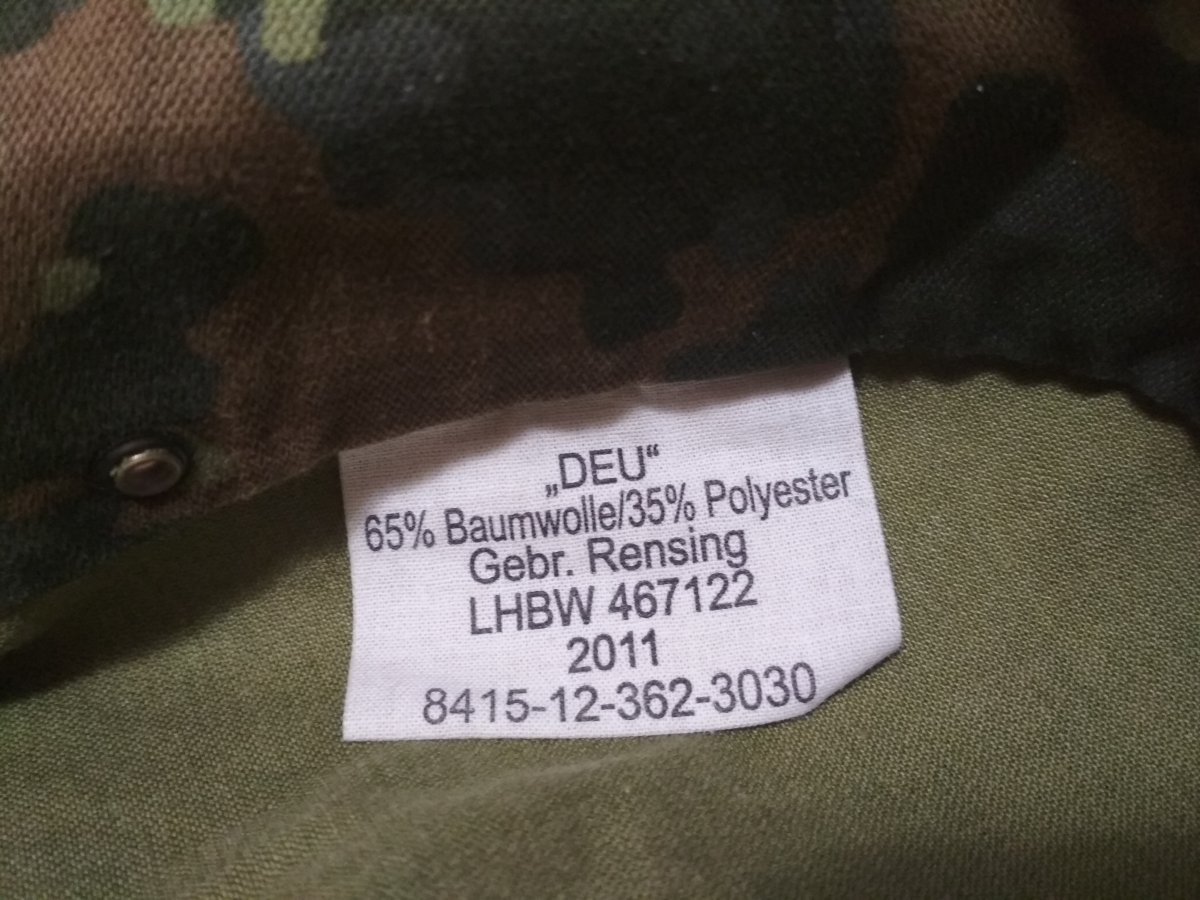 „DEU“
65% Baumwolle/35% Polyester
Gebr. Rensing
LHBW 467122
2011
8415-12-362-3030